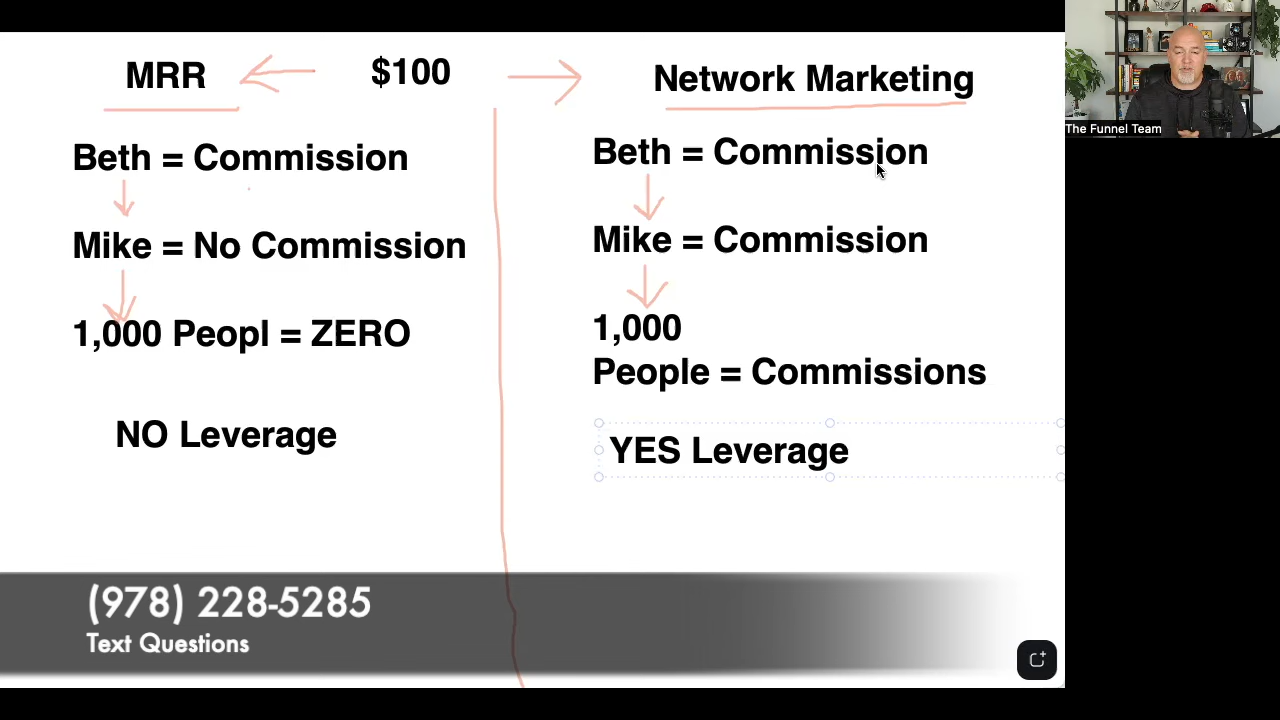 MRR
$100
Network Marketing
Beth = Commission
Mike = No Commission
1,000 Peopl = ZERO
NO Leverage
Beth = Commission
Mike = Commission
1,000
People = Commissions
YES Leverage
(978) 228-5285
Text Questions
The Funnel Team